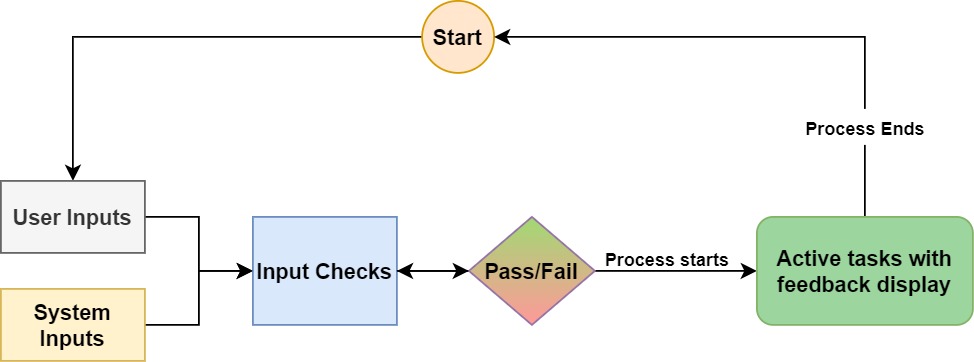 Start
Process Ends
User Inputs
Input Checks
Pass/Fail
Process starts
Active tasks with
feedback display
System
Inputs